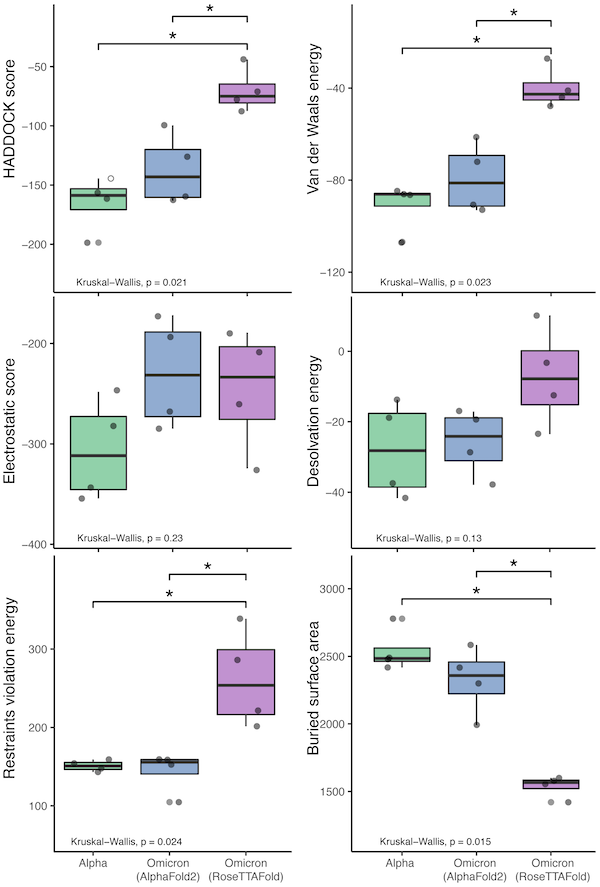 HADDOCK score
−50
−100
−150
−200
*
*
Kruskal−Wallis, p = 0.021
Van der Waals energy
−40
−80
−120
*
*
Kruskal−Wallis, p = 0.023
Electrostatic score
−200
−300
−400
Kruskal−Wallis, p = 0.23
Desolvation energy
0
−20
−40
Kruskal−Wallis, p = 0.13
Restraints violation energy
300
200
100
*
*
Kruskal−Wallis, p = 0.024
Alpha
Omicron
(AlphaFold2)
Omicron
(RoseTTAFold)
Buried surface area
3000
2500
2000
1500
*
*
Kruskal−Wallis, p = 0.015
Alpha
Omicron
(AlphaFold2)
Omicron
(RoseTTAFold)